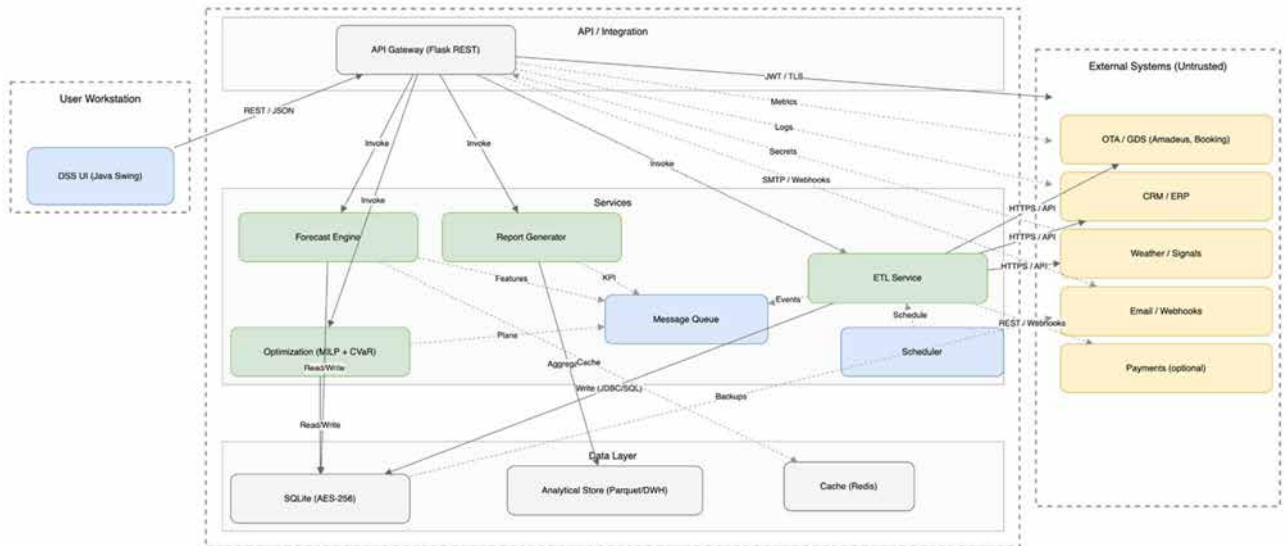 API / Integration
API Gateway (Flask REST)
External Systems (Untrusted)
JWT / TLS
User Workstation
REST / JSON
Metrics
Logs
OTA / GDS (Amadeus, Booking)
Invoke
Invoke
Secrets
Invoke
DSS UI (Java Swing)
SMTP / Webhooks
CRM / ERP
Invoke
Services
HTTPS / API
Forecast Engine
Report Generator
HTTPS / API
Weather / Signals
HTTPS / API
Features
KPI
ETL Service
Events
Email / Webhooks
Message Queue
Schedule
REST / Webhooks
Plans
Optimization (MILP + CVaR)
Scheduler
Read/Write
Cache
Payments (optional)
Write (JDBC/SQL)
Backups
Read/Write
Data Layer
SQLite (AES-256)
Analytical Store (Parquet/DWH)
Cache (Redis)